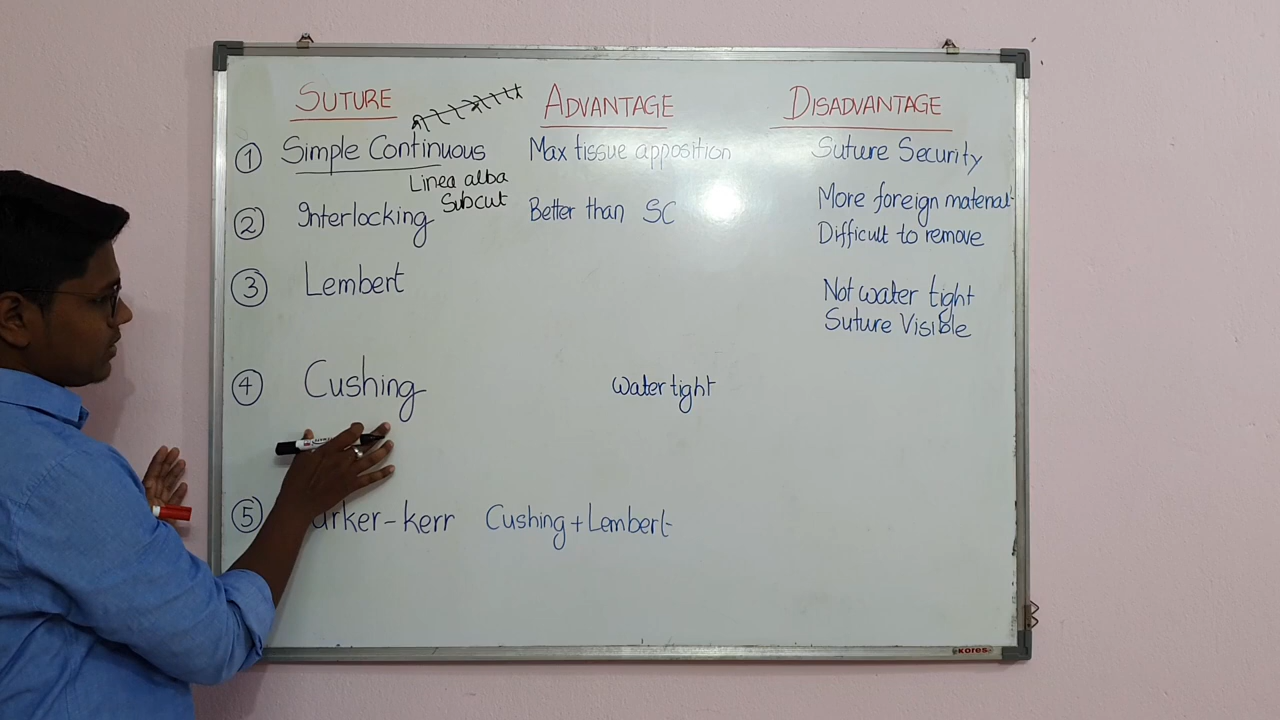 SUTURE ADVANTAGE DISADVANTAGE
① Simple Continuous Max tissue apposition Suture Security
Linea alba
Subcut
② Interlocking Better than SC More foreign material
Difficult to remove
③ Lembert Not water tight
Suture Visible
④ Cushing Water tight
⑤ arker-kerr Cushing + Lembert
KORES